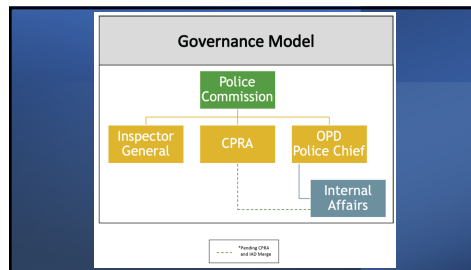 Governance Model
Police
Commission
Inspector
General
CPRA
OPD
Police Chief
Internal
Affairs
*Pending CPRA
and IAD Merge